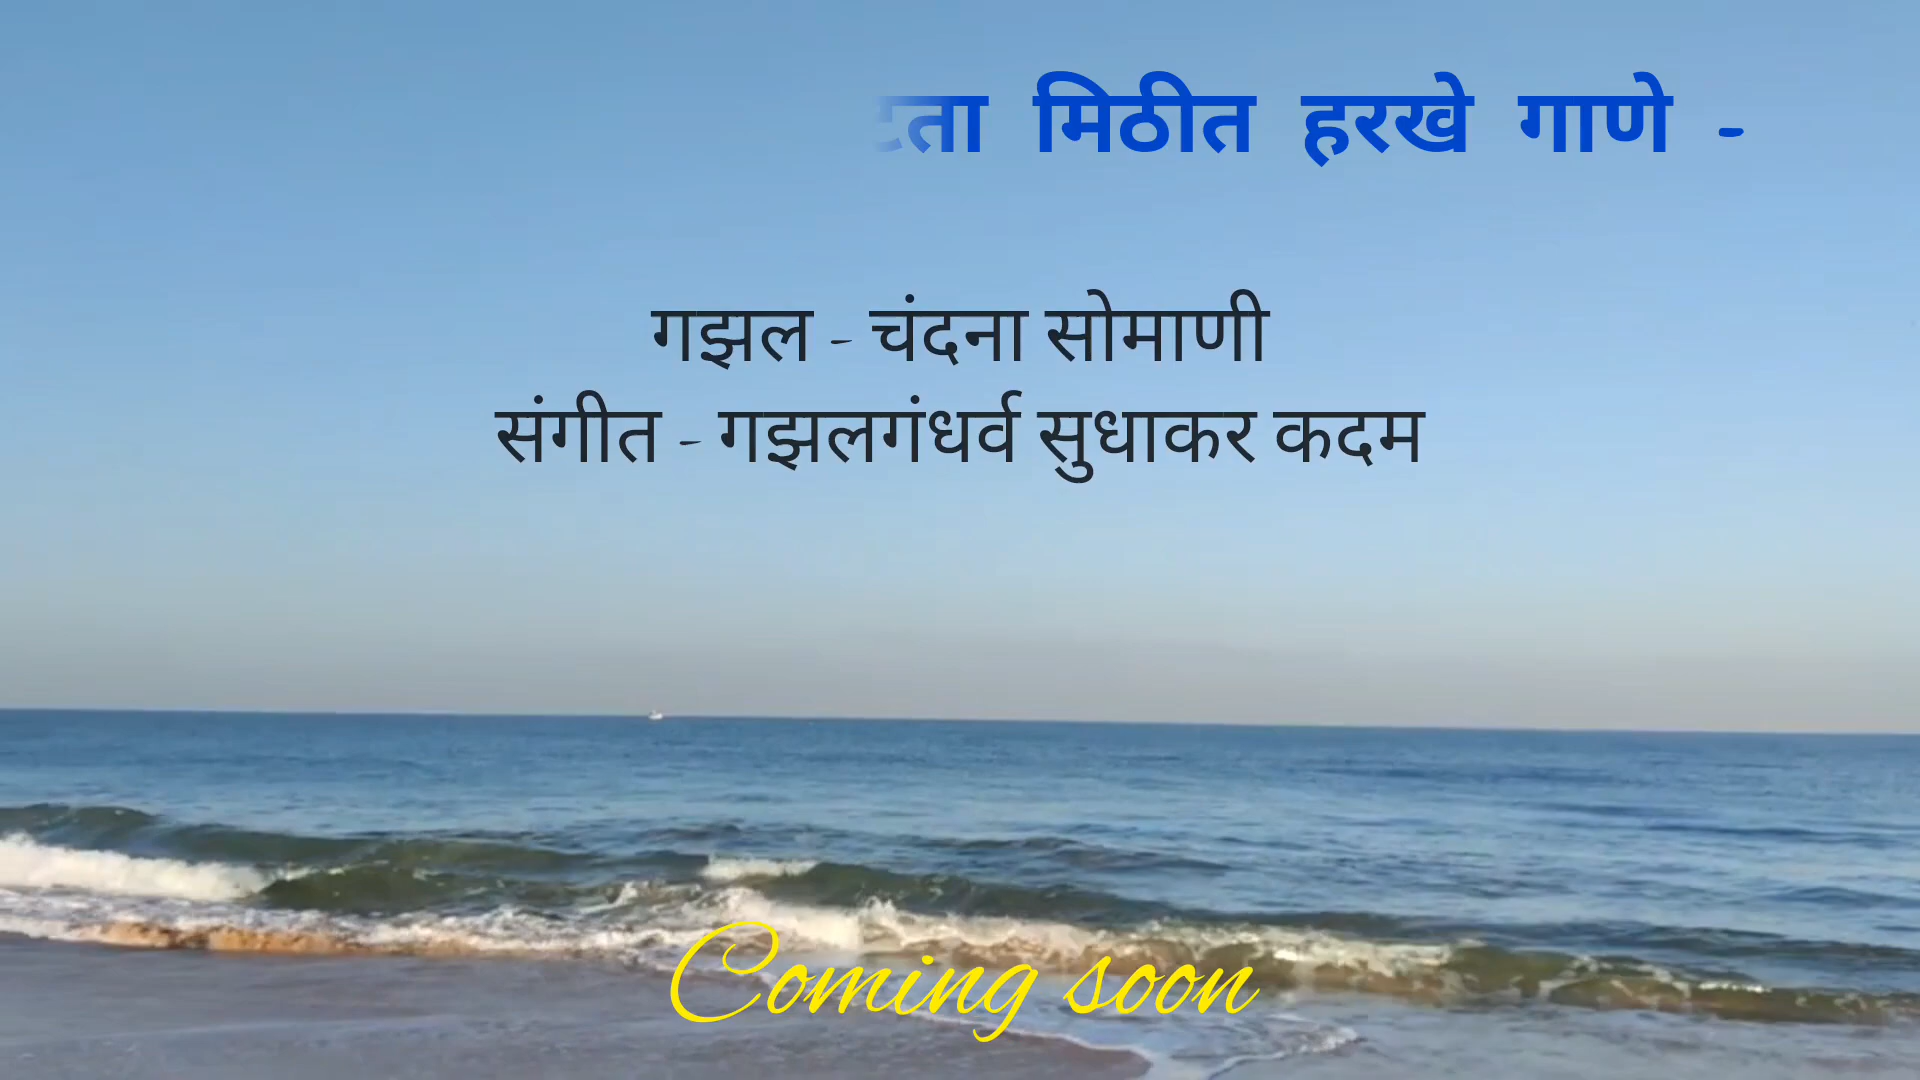 मिठीत हरखे गाणे -
गझल - चंदना सोमाणी
संगीत - गझलगंधर्व सुधाकर कदम
Coming soon